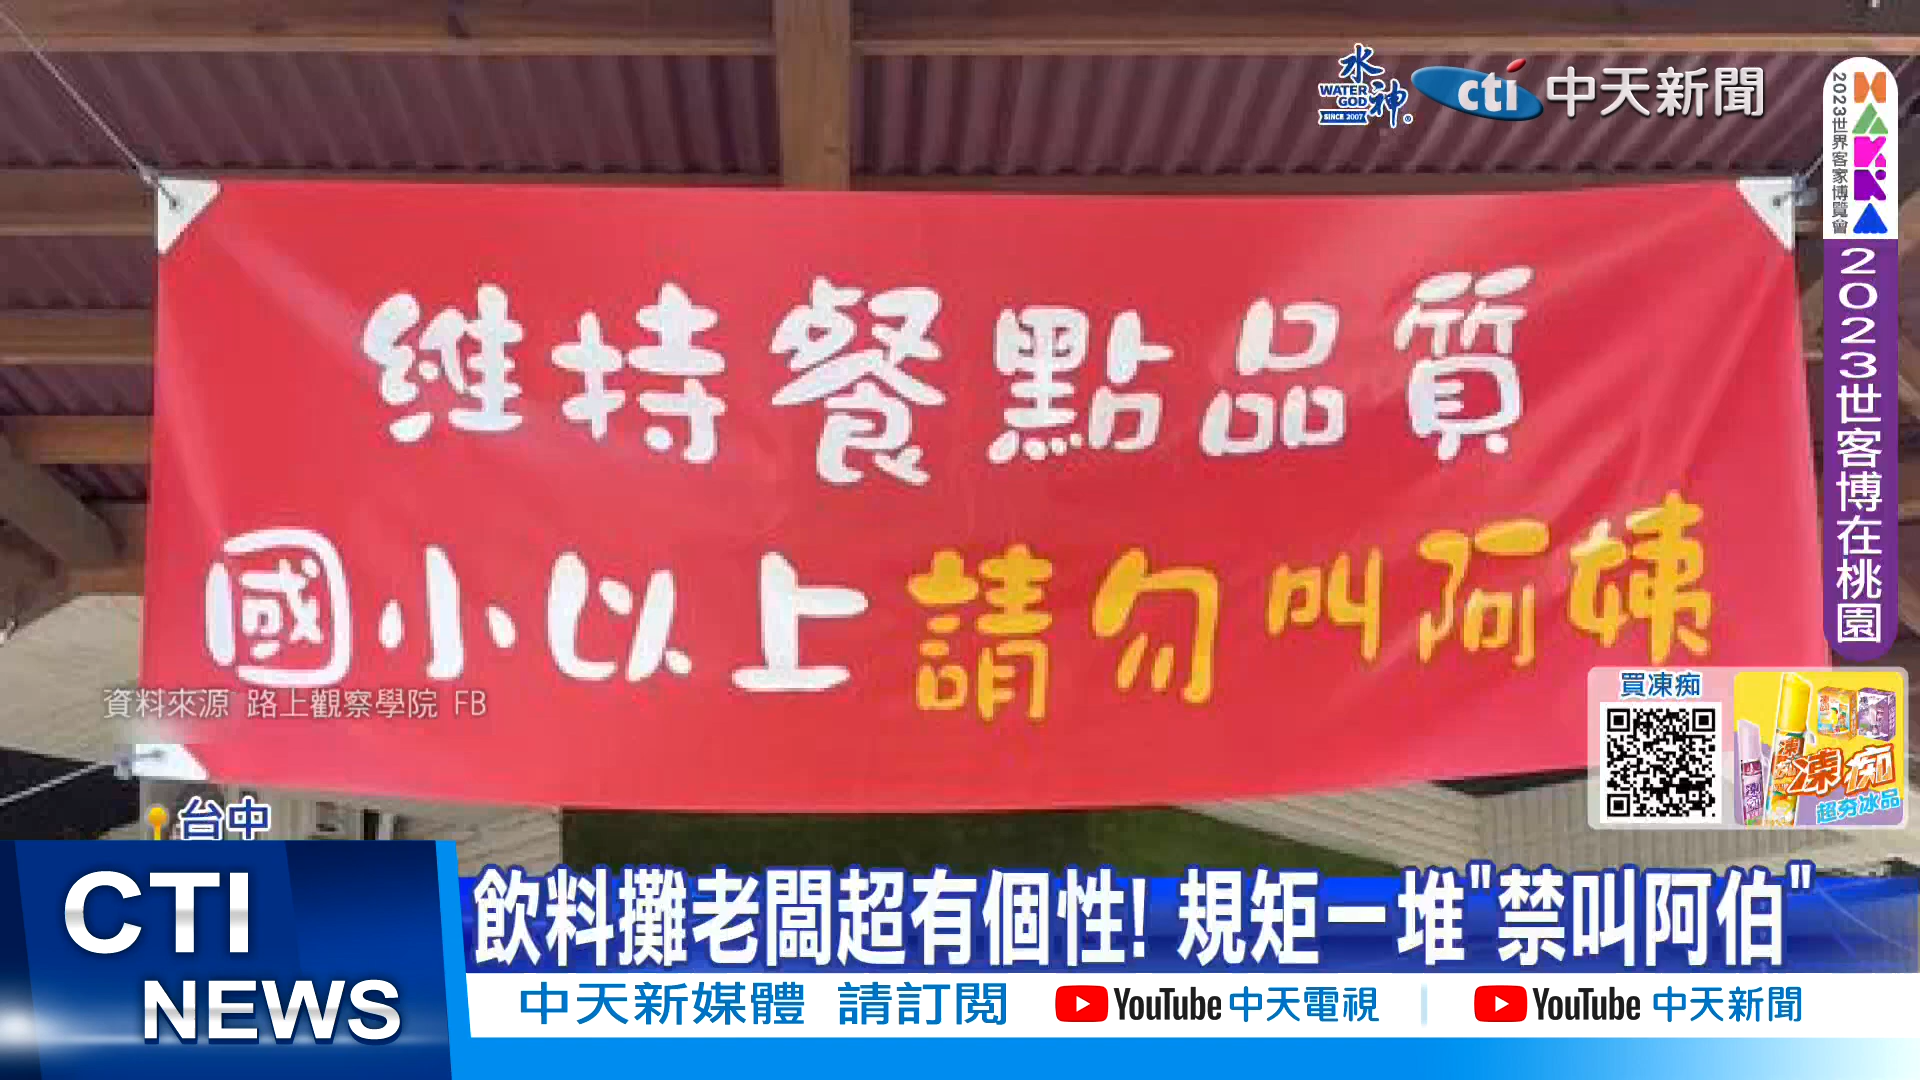 水神
WATER GOD
SINCE 2007
cti 中天新聞
HAKKA
2023世界客家博覽會
2023世客博在桃園
維持餐點品質
國小以上請勿叫阿姨
資料來源 路上觀察學院 FB
買凍痴
凍痴
超夯冰品
台中
CTI NEWS
飲料攤老闆超有個性! 規矩一堆"禁叫阿伯"
中天新媒體 請訂閱 YouTube 中天電視 | YouTube 中天新聞